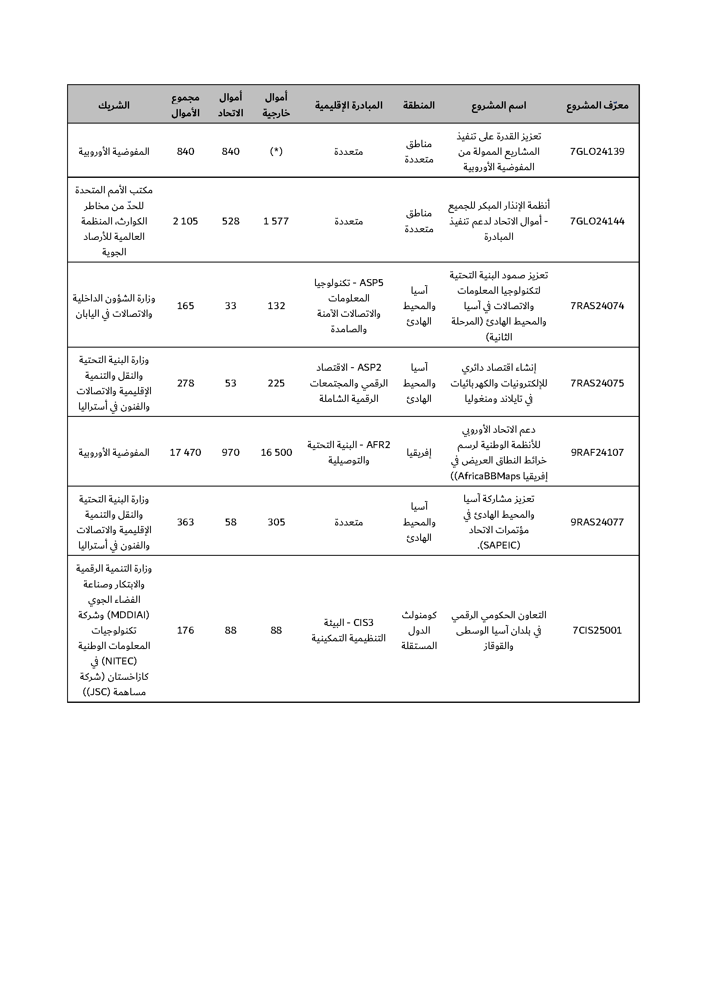 معرّف المشروع
اسم المشروع
المنطقة
المبادرة الإقليمية
أموال
خارجية
أموال
الاتحاد
مجموع
الأموال
الشريك
7GLO24139
تعزيز القدرة على تنفيذ
المشاريع الممولة من
المفوضية الأوروبية
مناطق
متعددة
متعددة
(*)
840
840
المفوضية الأوروبية
7GLO24144
أنظمة الإنذار المبكر للجميع
- أموال الاتحاد لدعم تنفيذ
المبادرة
مناطق
متعددة
متعددة
1 577
528
2 105
مكتب الأمم المتحدة
للحدّ من مخاطر
الكوارث، المنظمة
العالمية للأرصاد
الجوية
7RAS24074
تعزيز صمود البنية التحتية
لتكنولوجيا المعلومات
والاتصالات في آسيا
والمحيط الهادئ (المرحلة
الثانية)
آسيا
والمحيط
الهادئ
ASP5 - تكنولوجيا
المعلومات
والاتصالات الآمنة
والصامدة
132
33
165
وزارة الشؤون الداخلية
والاتصالات في اليابان
7RAS24075
إنشاء اقتصاد دائري
للإلكترونيات والكهربائيات
في تايلاند ومنغوليا
آسيا
والمحيط
الهادئ
ASP2 - الاقتصاد
الرقمي والمجتمعات
الرقمية الشاملة
225
53
278
وزارة البنية التحتية
والنقل والتنمية
الإقليمية والاتصالات
والفنون في أستراليا
9RAF24107
دعم الاتحاد الأوروبي
للأنظمة الوطنية لرسم
خرائط النطاق العريض في
إفريقيا AfricaBBMaps))
إفريقيا
AFR2 - البنية التحتية
والتوصيلية
16 500
970
17 470
المفوضية الأوروبية
9RAS24077
تعزيز مشاركة آسيا
والمحيط الهادئ في
مؤتمرات الاتحاد
(SAPEIC).
آسيا
والمحيط
الهادئ
متعددة
305
58
363
وزارة البنية التحتية
والنقل والتنمية
الإقليمية والاتصالات
والفنون في أستراليا
7CIS25001
التعاون الحكومي الرقمي
في بلدان آسيا الوسطى
والقوقاز
كومنولث
الدول
المستقلة
CIS3 - البيئة
التنظيمية التمكينية
88
88
176
وزارة التنمية الرقمية
والابتكار وصناعة
الفضاء الجوي
(MDDIAI) وشركة
تكنولوجيات
المعلومات الوطنية
(NITEC) في
كازاخستان (شركة
مساهمة (JSC))